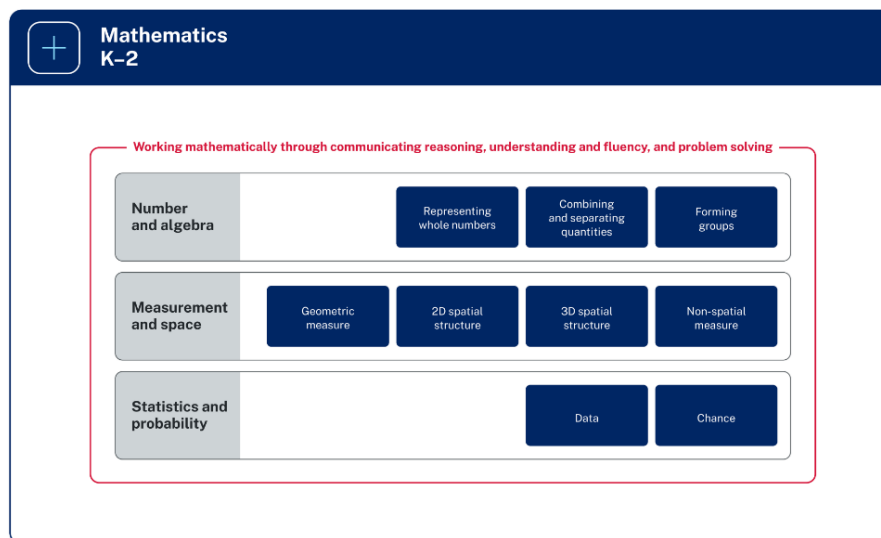 Mathematics
K–2
Working mathematically through communicating reasoning, understanding and fluency, and problem solving
Number
and algebra
Representing
whole numbers
Combining
and separating
quantities
Forming
groups
Measurement
and space
Geometric
measure
2D spatial
structure
3D spatial
structure
Non-spatial
measure
Statistics and
probability
Data
Chance